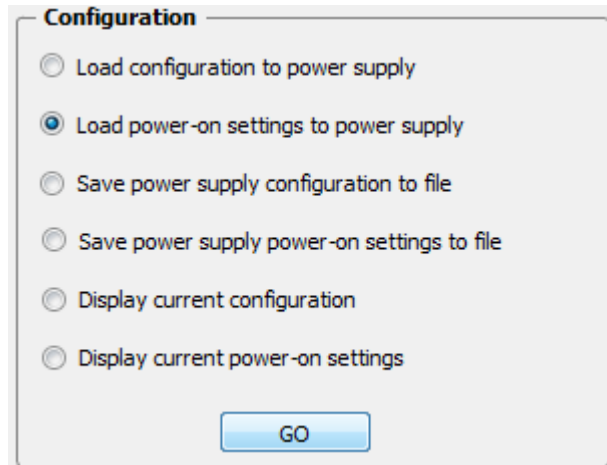 Configuration
Load configuration to power supply
Load power-on settings to power supply
Save power supply configuration to file
Save power supply power-on settings to file
Display current configuration
Display current power-on settings
GO